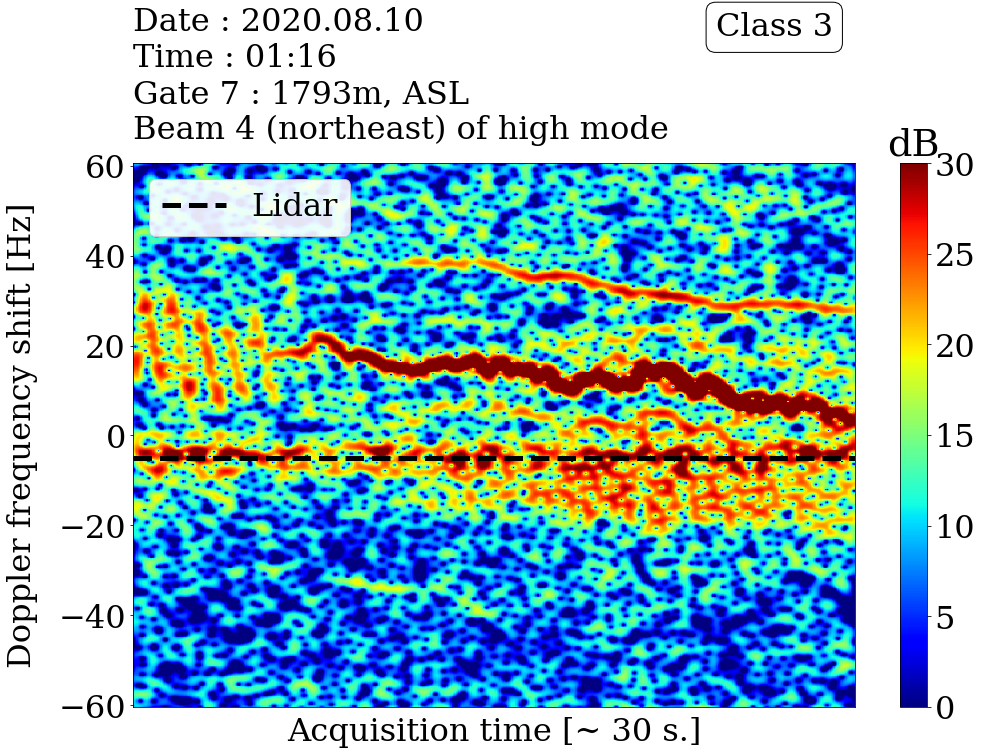 Date : 2020.08.10
Time : 01:16
Gate 7 : 1793m, ASL
Beam 4 (northeast) of high mode
Class 3
dB
Lidar
Doppler frequency shift [Hz]
60
40
20
0
−20
−40
−60
30
25
20
15
10
5
0
Acquisition time [~ 30 s.]